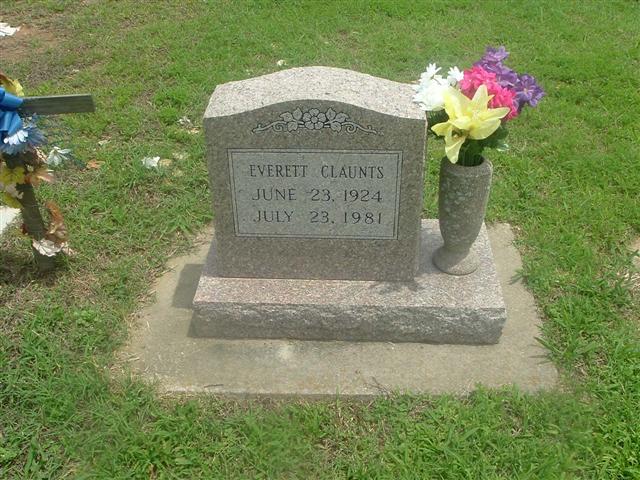 EVERETT CLAUNTS
JUNE 23, 1924
JULY 23, 1981